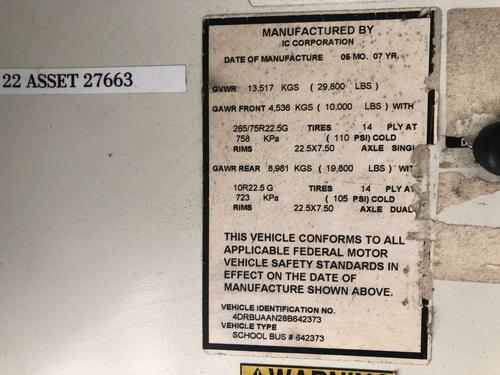 22 ASSET 27663
MANUFACTURED BY
IC CORPORATION
DATE OF MANUFACTURE 05 MO. 07 YR.
GVWR 13,517 KGS ( 29,800 LBS )
GAWR FRONT 4,536 KGS ( 10,000 LBS ) WITH
265/75R22.5G TIRES 14 PLY AT
758 KPa ( 110 PSI) COLD
RIMS 22.5X7.50 AXLE SINGL
GAWR REAR 8,981 KGS ( 19,800 LBS ) WIT
10R22.5 G TIRES 14 PLY AT
723 KPa ( 105 PSI) COLD
RIMS 22.5X7.50 AXLE DUAL
THIS VEHICLE CONFORMS TO ALL
APPLICABLE FEDERAL MOTOR
VEHICLE SAFETY STANDARDS IN
EFFECT ON THE DATE OF
MANUFACTURE SHOWN ABOVE.
VEHICLE IDENTIFICATION NO.
4DRBUAAN28B642373
VEHICLE TYPE
SCHOOL BUS # 642373
WARNING